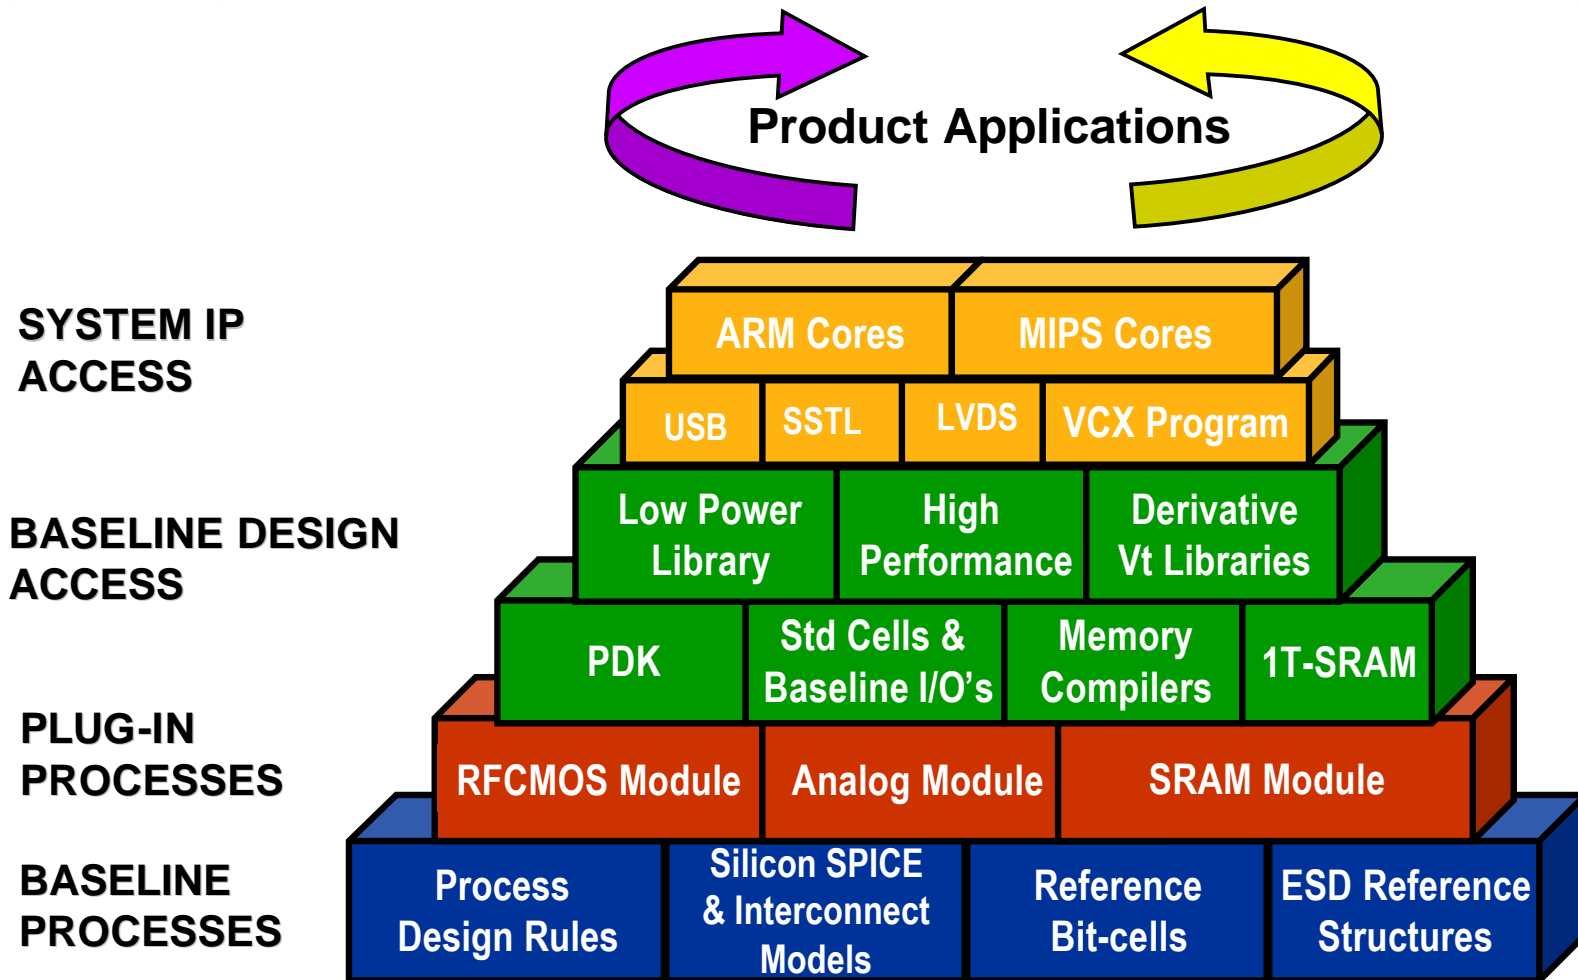 Product Applications
SYSTEM IP
ACCESS
ARM Cores
MIPS Cores
USB
SSTL
LVDS
VCX Program
BASELINE DESIGN
ACCESS
Low Power
Library
High
Performance
Derivative
Vt Libraries
PDK
Std Cells &
Baseline I/O’s
Memory
Compilers
1T-SRAM
PLUG-IN
PROCESSES
RFCMOS Module
Analog Module
SRAM Module
BASELINE
PROCESSES
Process
Design Rules
Silicon SPICE
& Interconnect
Models
Reference
Bit-cells
ESD Reference
Structures